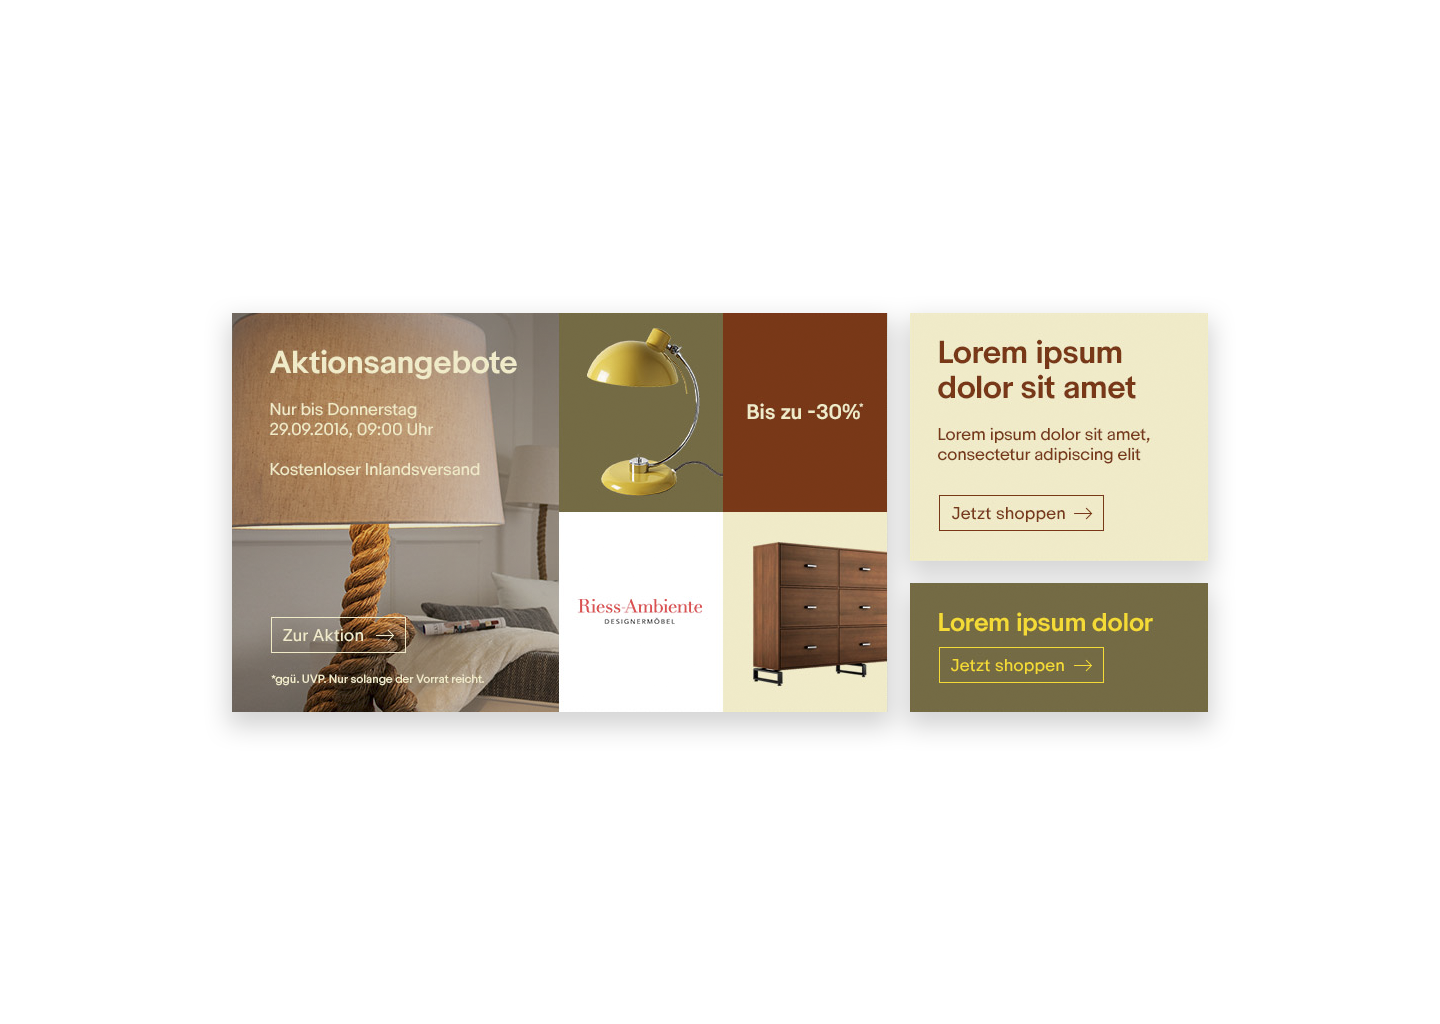 Aktionsangebote
Nur bis Donnerstag
29.09.2016, 09:00 Uhr
Kostenloser Inlandsversand
Zur Aktion
*ggü. UVP. Nur solange der Vorrat reicht.
Bis zu -30%*
Riess-Ambiente
DESIGNERMÖBEL
Lorem ipsum
dolor sit amet
Lorem ipsum dolor sit amet,
consectetur adipiscing elit
Jetzt shoppen
Lorem ipsum dolor
Jetzt shoppen